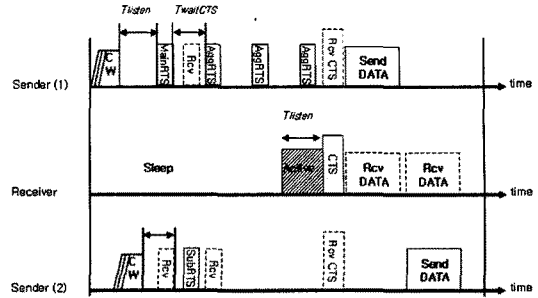 Tlisten
TwaitCTS
Sender (1)
CW
MainRTS
Rcv
AggRTS
AggRTS
AggRTS
Rcv CTS
Send DATA
time
Tlisten
Receiver
Sleep
Active
CTS
Rcv DATA
Rcv DATA
time
Sender (2)
CW
Rcv
SubRTS
Rcv
Rcv CTS
Send DATA
time